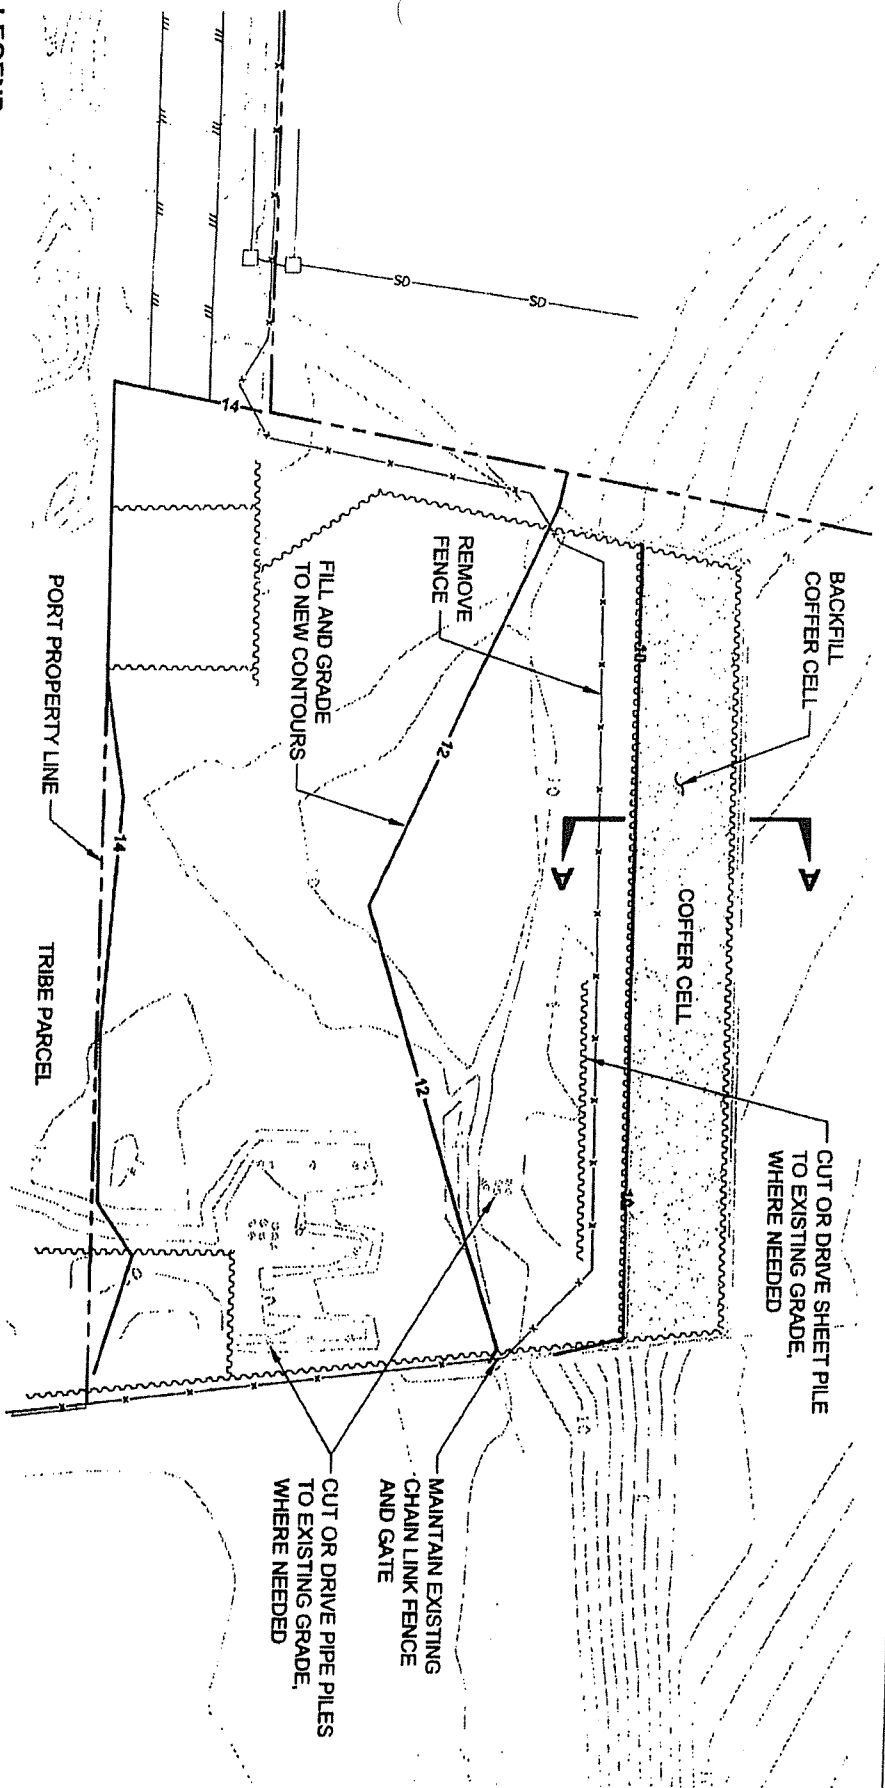 BACKFILL
COFFER CELL
CUT OR DRIVE SHEET PILE
TO EXISTING GRADE,
WHERE NEEDED
COFFER CELL
A
A
SD
SD
REMOVE
FENCE
10
10
10
10
FILL AND GRADE
TO NEW CONTOURS
12
12
14
14
MAINTAIN EXISTING
CHAIN LINK FENCE
AND GATE
CUT OR DRIVE PIPE PILES
TO EXISTING GRADE,
WHERE NEEDED
PORT PROPERTY LINE
TRIBE PARCEL